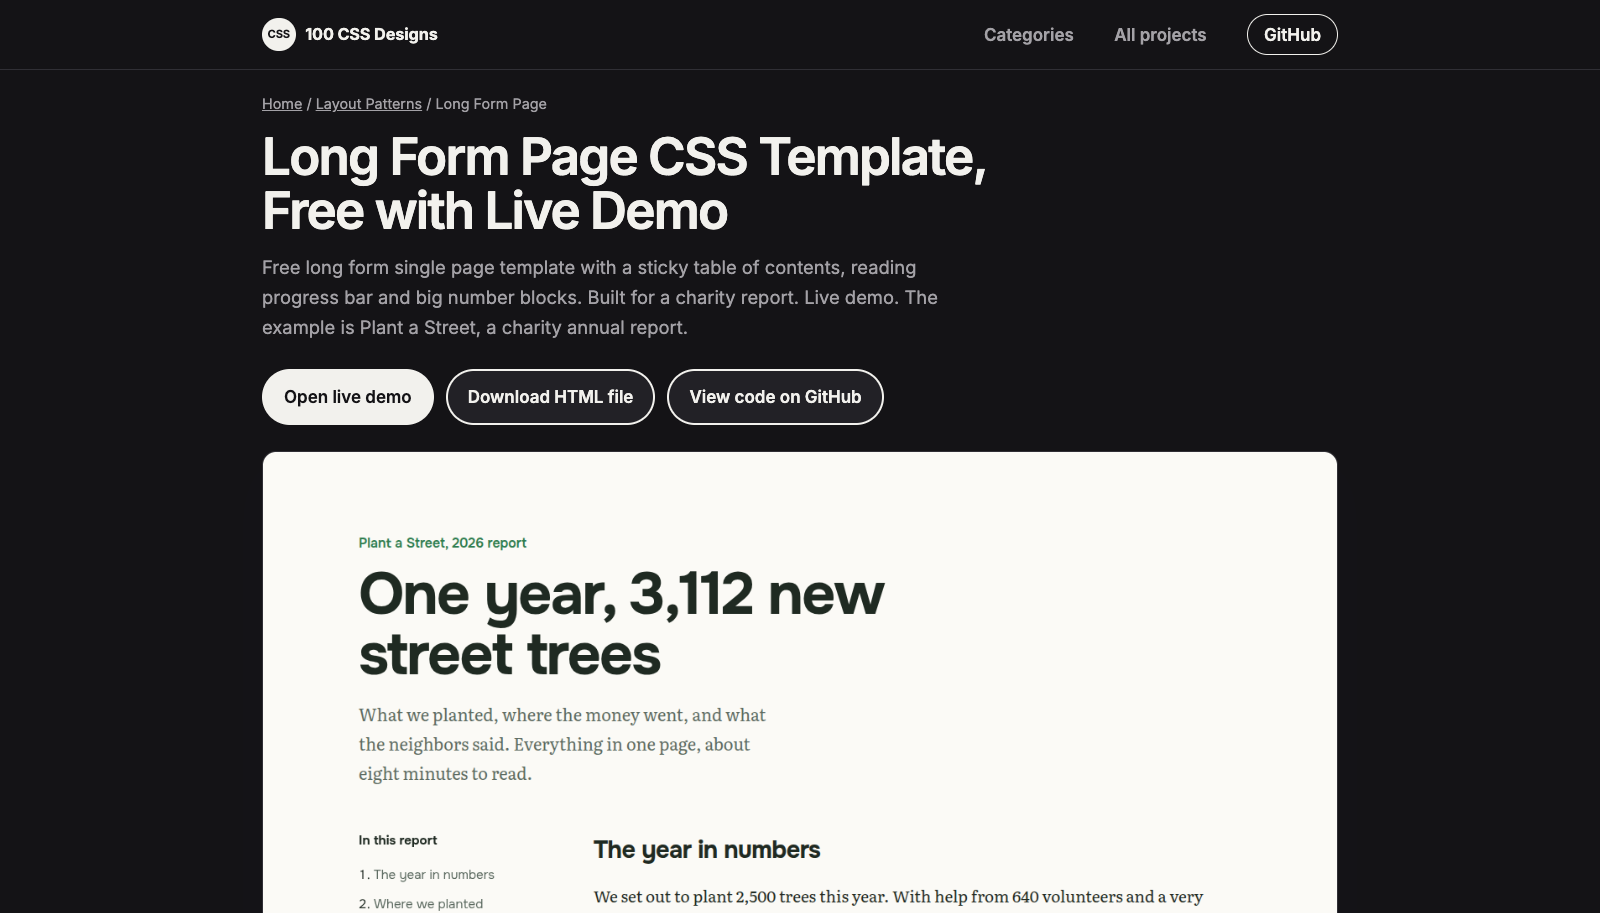 CSS 100 CSS Designs
Categories
All projects
GitHub
Home / Layout Patterns / Long Form Page
Long Form Page CSS Template,
Free with Live Demo
Free long form single page template with a sticky table of contents, reading
progress bar and big number blocks. Built for a charity report. Live demo. The
example is Plant a Street, a charity annual report.
Open live demo
Download HTML file
View code on GitHub
Plant a Street, 2026 report
One year, 3,112 new
street trees
What we planted, where the money went, and what
the neighbors said. Everything in one page, about
eight minutes to read.
In this report
1. The year in numbers
2. Where we planted
The year in numbers
We set out to plant 2,500 trees this year. With help from 640 volunteers and a very